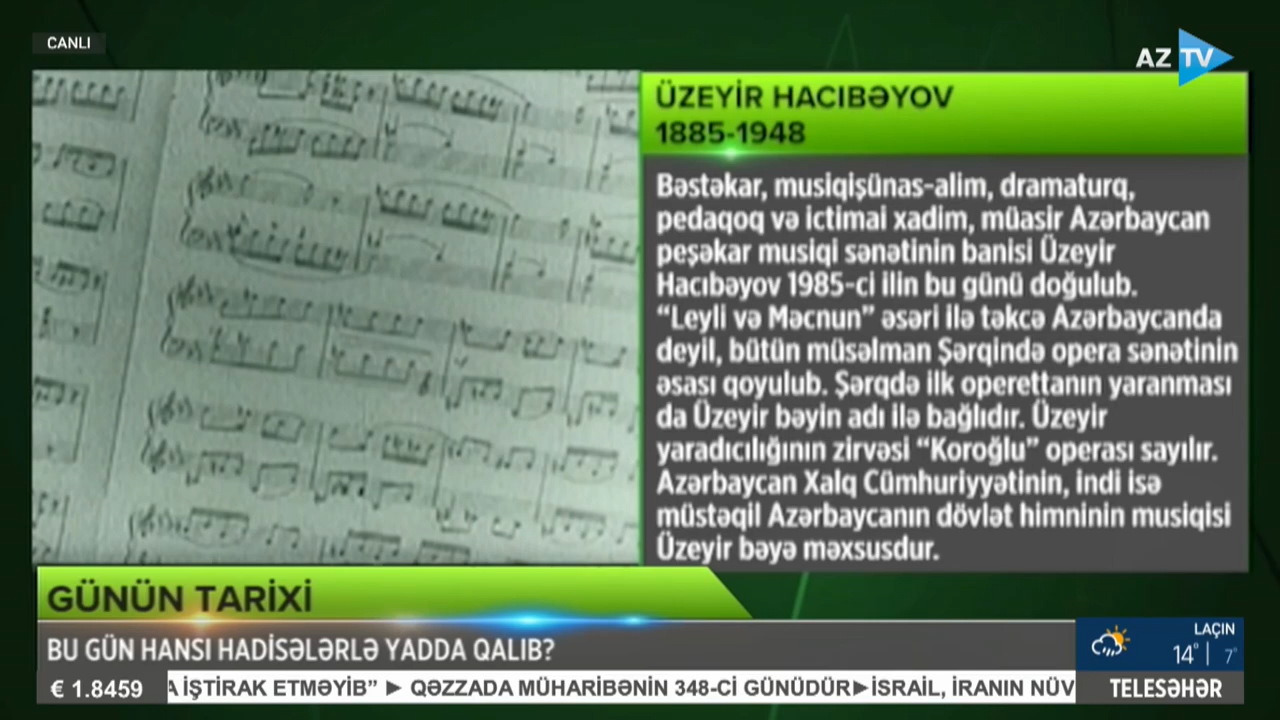 CANLI
AZTV
ÜZEYİR HACIBƏYOV
1885-1948
Bəstəkar, musiqişünas-alim, dramaturq,
pedaqoq və ictimai xadim, müasir Azərbaycan
peşəkar musiqi sənətinin banisi Üzeyir
Hacıbəyov 1985-ci ilin bu günü doğulub.
“Leyli və Məcnun” əsəri ilə təkcə Azərbaycanda
deyil, bütün müsəlman Şərqində opera sənətinin
əsası qoyulub. Şərqdə ilk operettanın yaranması
da Üzeyir bəyin adı ilə bağlıdır. Üzeyir
yaradıcılığının zirvəsi “Koroğlu” operası sayılır.
Azərbaycan Xalq Cümhuriyyətinin, indi isə
müstəqil Azərbaycanın dövlət himninin musiqisi
Üzeyir bəyə məxsusdur.
GÜNÜN TARİXİ
BU GÜN HANSI HADİSƏLƏRLƏ YADDA QALIB?
LAÇIN
14° | 7°
€ 1.8459
A İŞTİRAK ETMƏYİB” ► QƏZZADA MÜHARİBƏNİN 348-Cİ GÜNÜDÜR►İSRAİL, İRANIN NÜV
TELESƏHƏR